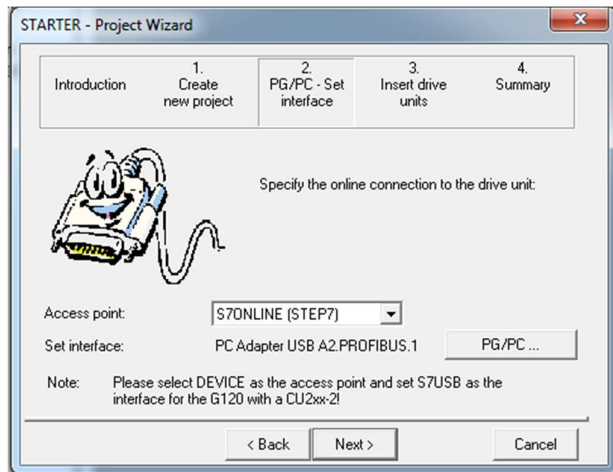 STARTER - Project Wizard
Introduction
1.
Create
new project
2.
PG/PC - Set
interface
3.
Insert drive
units
4.
Summary
Specify the online connection to the drive unit:
Access point:
S7ONLINE (STEP7)
Set interface:
PC Adapter USB A2.PROFIBUS.1
PG/PC ...
Note: Please select DEVICE as the access point and set S7USB as the
interface for the G120 with a CU2xx-2!
< Back
Next >
Cancel